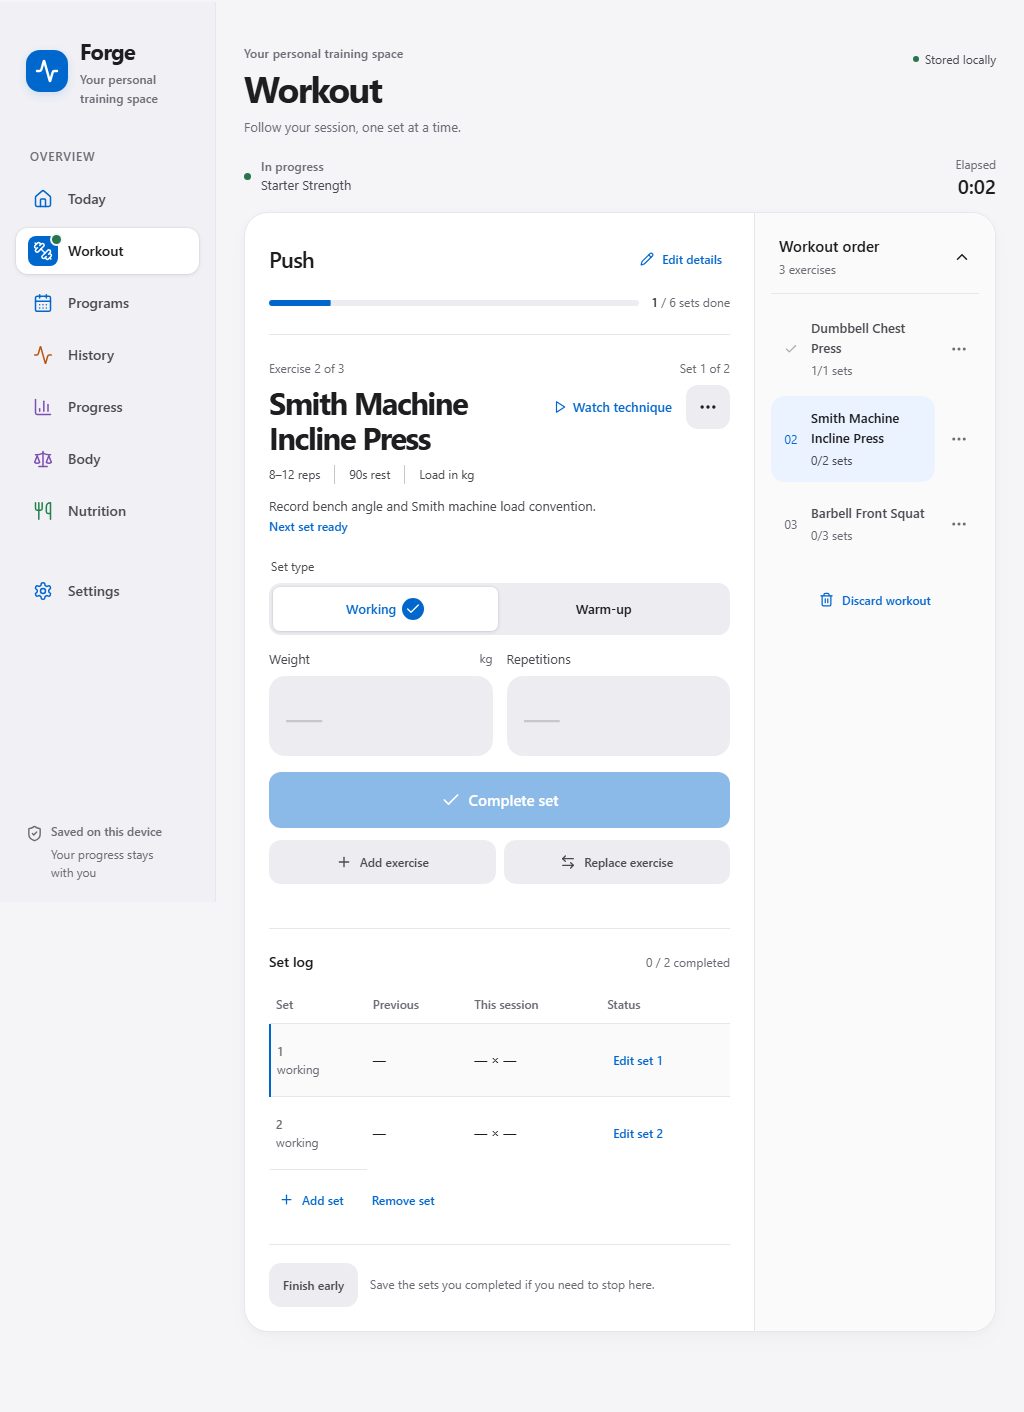 Forge
Your personal
training space
OVERVIEW
Today
Workout
Programs
History
Progress
Body
Nutrition
Settings
Saved on this device
Your progress stays
with you
Your personal training space
Workout
Follow your session, one set at a time.
Stored locally
In progress
Starter Strength
Elapsed
0:02
Push
Edit details
1 / 6 sets done
Exercise 2 of 3
Set 1 of 2
Smith Machine
Incline Press
Watch technique
8–12 reps
90s rest
Load in kg
Record bench angle and Smith machine load convention.
Next set ready
Set type
Working
Warm-up
Weight
kg
Repetitions
—
—
Complete set
Add exercise
Replace exercise
Set log
0 / 2 completed
Set
Previous
This session
Status
1
working
—
— × —
Edit set 1
2
working
—
— × —
Edit set 2
Add set
Remove set
Finish early
Save the sets you completed if you need to stop here.
Workout order
3 exercises
Dumbbell Chest
Press
1/1 sets
02
Smith Machine
Incline Press
0/2 sets
03
Barbell Front Squat
0/3 sets
Discard workout